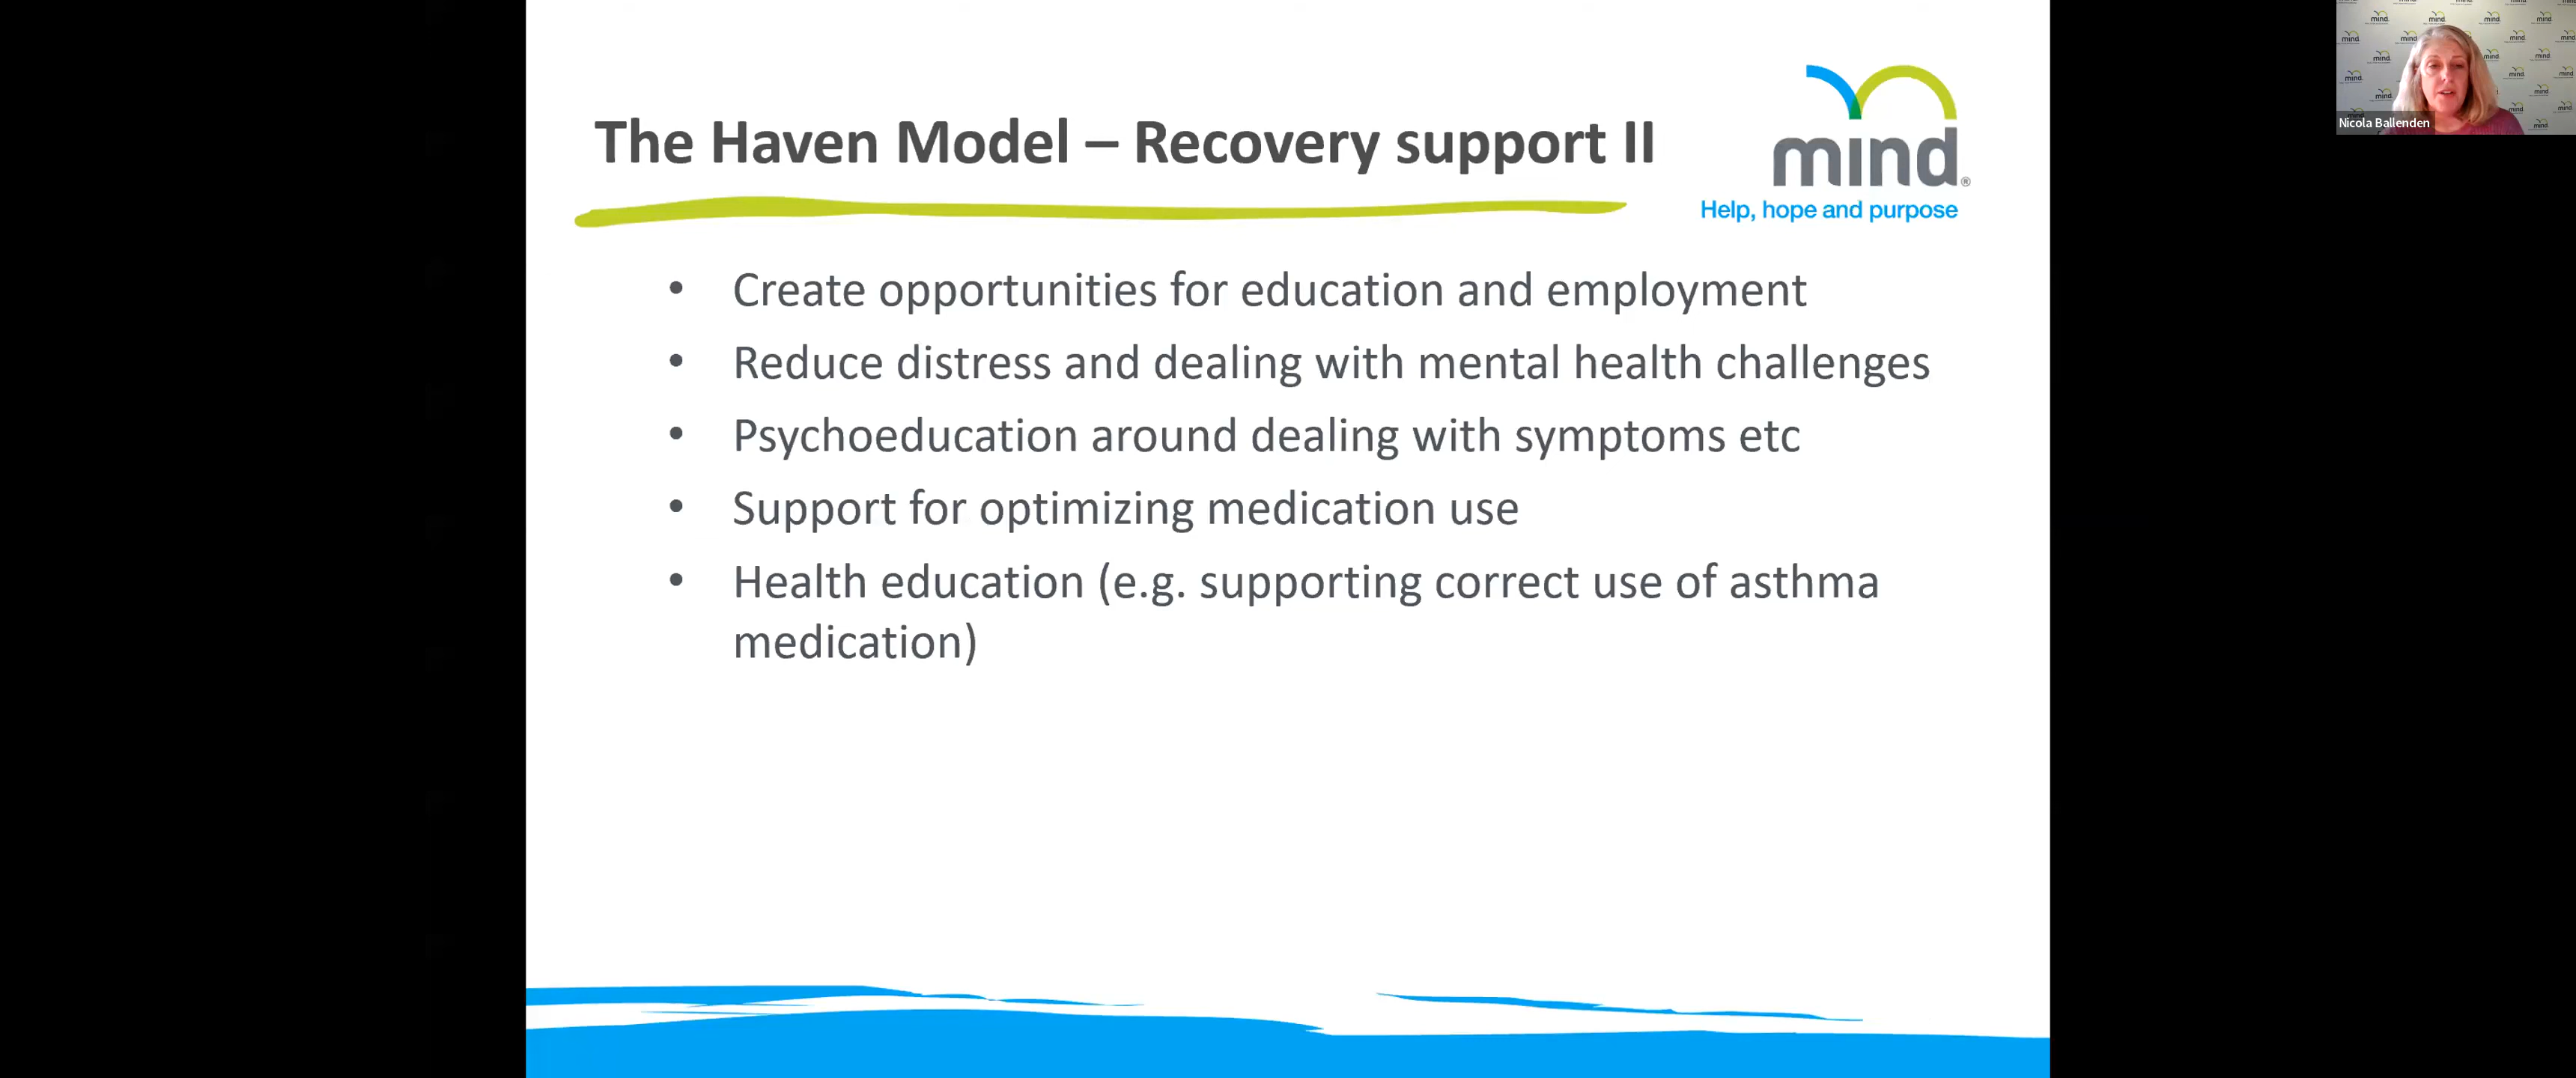 The Haven Model – Recovery support II
mind®
Help, hope and purpose
• Create opportunities for education and employment
• Reduce distress and dealing with mental health challenges
• Psychoeducation around dealing with symptoms etc
• Support for optimizing medication use
• Health education (e.g. supporting correct use of asthma
medication)
Nicola Ballenden